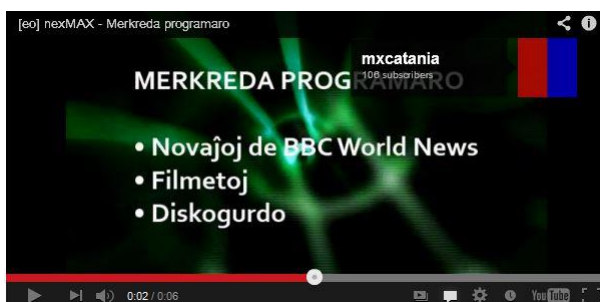 [eo] nexMAX - Merkreda programaro
mxcatania
106 subscribers
MERKREDA PROGRAMARO
• Novaĵoj de BBC World News
• Filmetoj
• Diskogurdo
0:02 / 0:06
YouTube